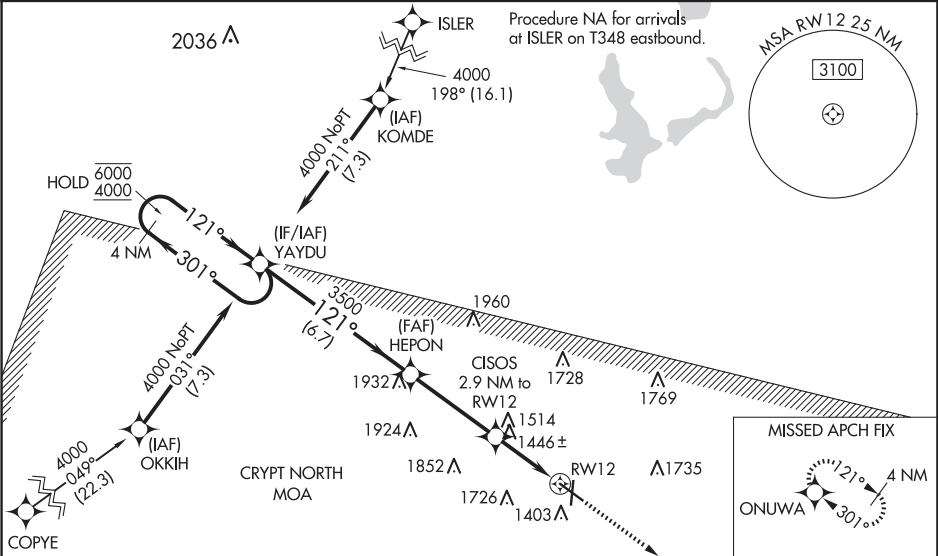 2036
ISLER
Procedure NA for arrivals
at ISLER on T348 eastbound.
MSA RW12 25 NM
3100
4000
198° (16.1)
(IAF)
KOMDE
4000 NoPT
211°
(7.3)
HOLD
6000
4000
121°
4 NM
301°
(IF/IAF)
YAYDU
3500
121°
(6.7)
1960
(FAF)
HEPON
CISOS
2.9 NM to
RW12
1728
1769
1932
4000 NoPT
031°
(7.3)
1514
1924
1446±
(IAF)
OKKIH
4000
049°
(22.3)
CRYPT NORTH
MOA
1852
RW12
1735
1726
1403
COPYE
MISSED APCH FIX
121°
4 NM
ONUWA
301°